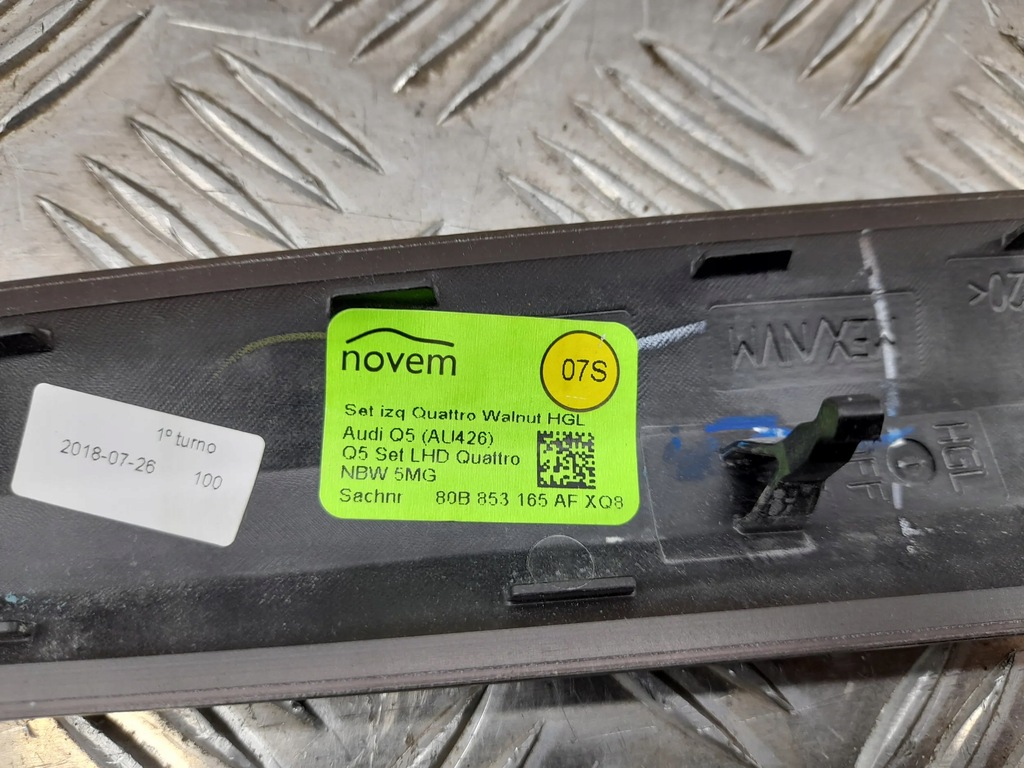 novem
07S
Set izq Quattro Walnut HGL
Audi Q5 (AU426)
Q5 Set LHD Quattro
NBW 5MG
Sachnr 80B 853 165 AF XQ8
1º turno
2018-07-26
100
HGL
20<